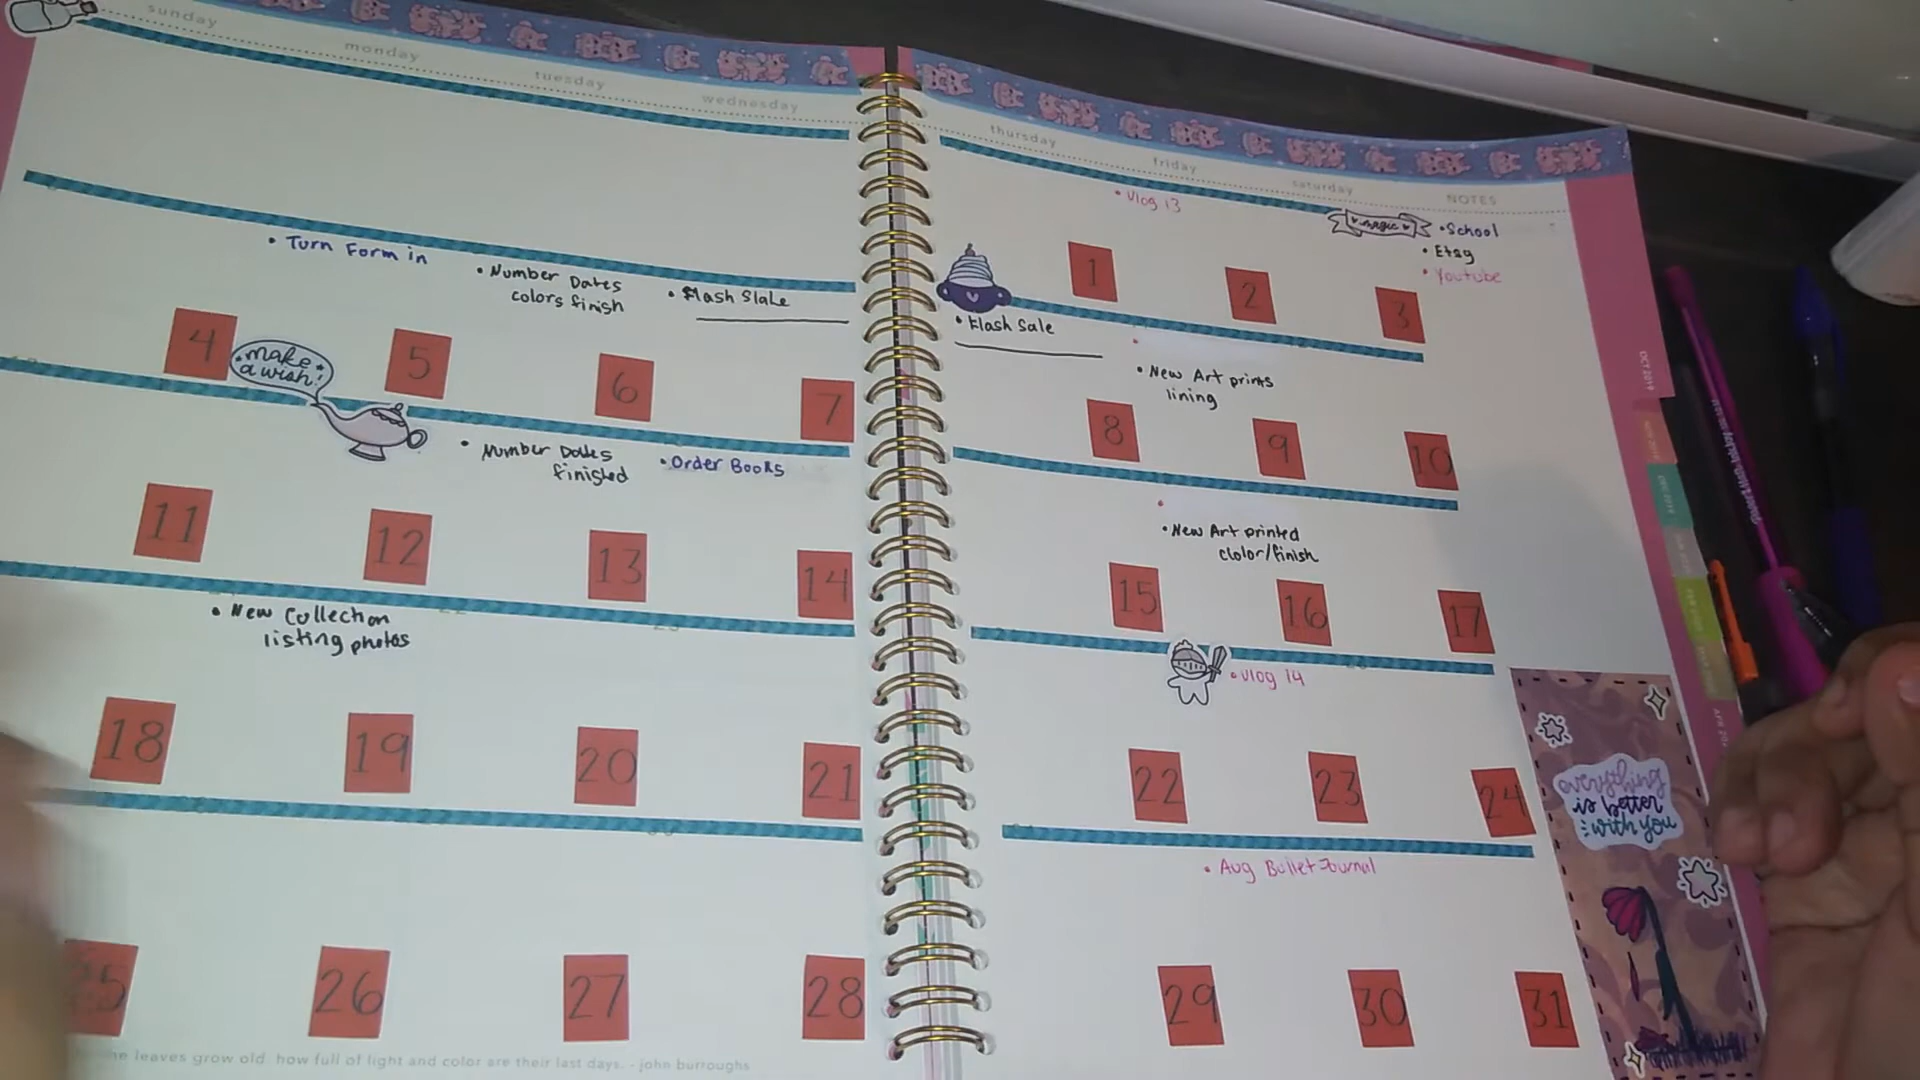 sunday
monday
tuesday
wednesday
thursday
friday
saturday
NOTES
• Vlog 13
magic
• School
• Etsy
• Youtube
1
2
3
• Turn Form in
• Number Dates
colors finish
• Flash Slale
• Flash Sale
• New Art prints
lining
4
make
a wish!
5
6
7
8
9
10
• Number Dates
finished
• Order Books
• New Art printed
clolor/finish
11
12
13
14
15
16
17
• New Collection
listing photos
• Vlog 14
18
19
20
21
22
23
24
everything
is better
with you
• Aug Bullet Journal
25
26
27
28
29
30
31
leaves grow old. how full of light and color are their last days. - john burroughs
OCT 2019